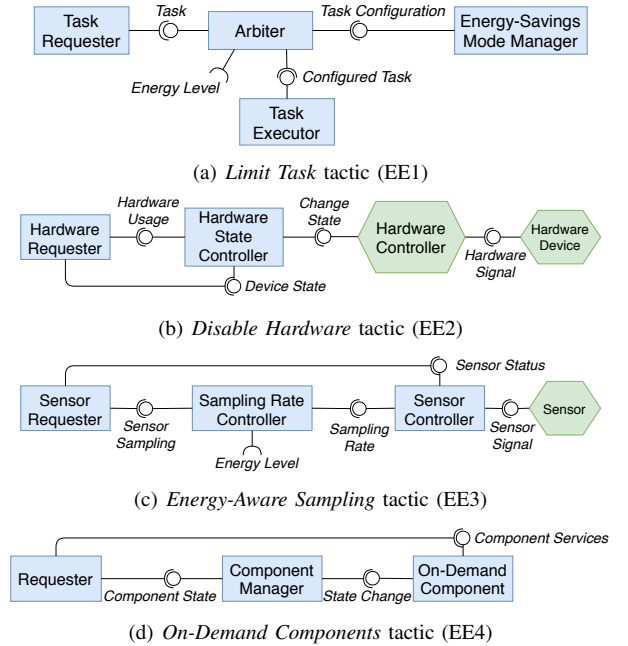 Task
Task Configuration
Task
Requester
Arbiter
Energy-Savings
Mode Manager
Energy Level
Configured Task
Task
Executor
(a) Limit Task tactic (EE1)
Hardware
Usage
Change
State
Hardware
Requester
Hardware
State
Controller
Hardware
Controller
Hardware
Device
Hardware
Signal
Device State
(b) Disable Hardware tactic (EE2)
Sensor Status
Sensor
Requester
Sampling Rate
Controller
Sensor
Controller
Sensor
Sensor
Sampling
Sampling
Rate
Sensor
Signal
Energy Level
(c) Energy-Aware Sampling tactic (EE3)
Component Services
Requester
Component
Manager
On-Demand
Component
Component State
State Change
(d) On-Demand Components tactic (EE4)